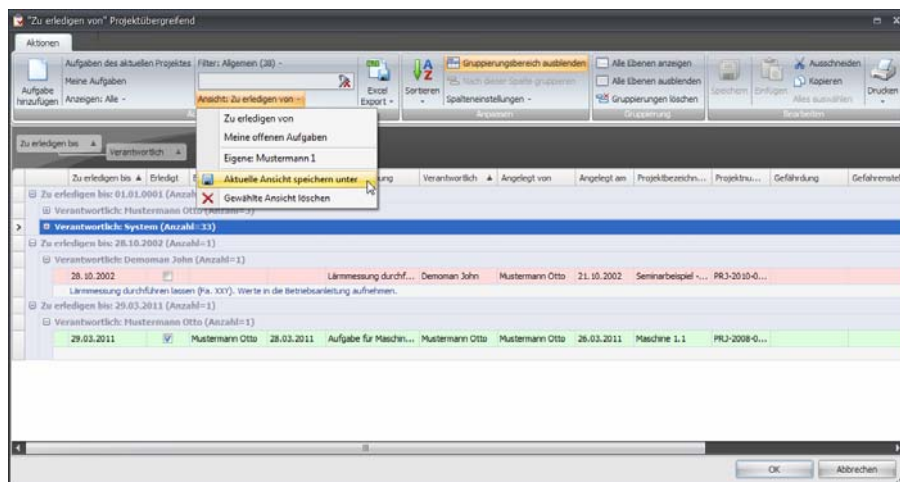 "Zu erledigen von" Projektübergreifend
Aktionen
Aufgabe hinzufügen
Aufgaben des aktuellen Projektes
Meine Aufgaben
Anzeigen: Alle
Filter: Allgemein (38)
Ansicht: Zu erledigen von
Excel Export
Sortieren
Gruppierungsbereich ausblenden
Nach dieser Spalte gruppieren
Spalteneinstellungen
Anpassen
Alle Ebenen anzeigen
Alle Ebenen ausblenden
Gruppierungen löschen
Gruppierung
Speichern
Einfügen
Ausschneiden
Kopieren
Alles auswählen
Bearbeiten
Drucken
Zu erledigen von
Meine offenen Aufgaben
Eigene: Mustermann 1
Aktuelle Ansicht speichern unter
Gewählte Ansicht löschen
Zu erledigen bis
Verantwortlich
Zu erledigen bis Erledigt Verantwortlich Angelegt von Angelegt am Projektbezeichn... Projektnu... Gefährdung Gefahrenstel
Zu erledigen bis: 01.01.0001
Verantwortlich: Mustermann Otto
Verantwortlich: System (Anzahl=33)
Zu erledigen bis: 28.10.2002 (Anzahl=1)
Verantwortlich: Demoman John (Anzahl=1)
28.10.2002 Lärmmessung durchf... Demoman John Mustermann Otto 21.10.2002 Seminarbeispiel -... PRJ-2010-0...
Lärmmessung durchführen lassen (Fa. XXY). Werte in die Betriebsanleitung aufnehmen.
Zu erledigen bis: 29.03.2011 (Anzahl=1)
Verantwortlich: Mustermann Otto (Anzahl=1)
29.03.2011 Mustermann Otto 28.03.2011 Aufgabe für Maschin... Mustermann Otto Mustermann Otto 26.03.2011 Maschine 1.1 PRJ-2008-0...
OK Abbrechen